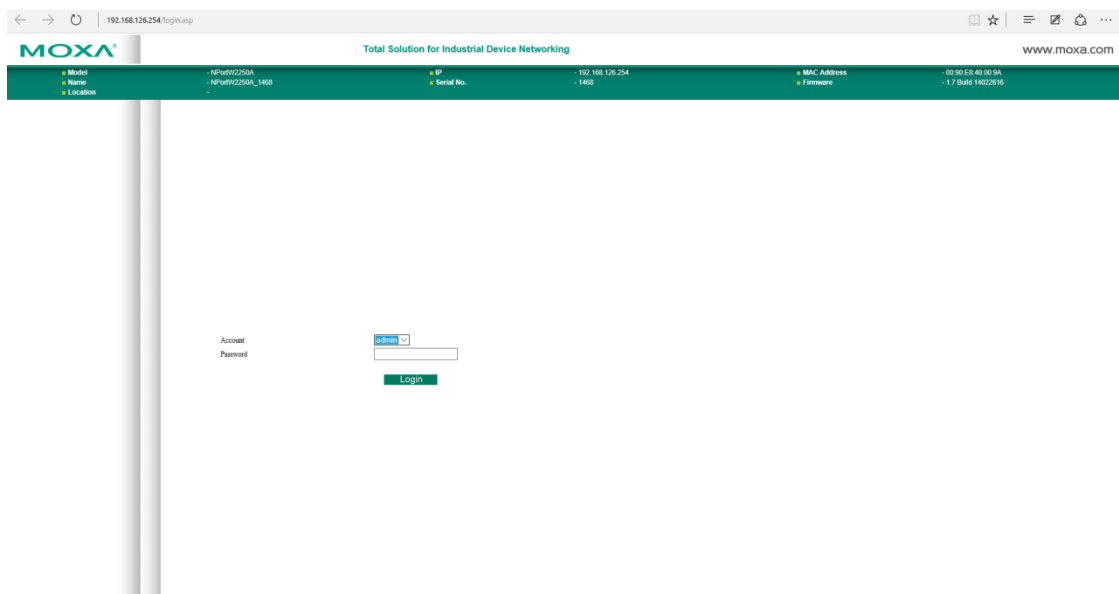 192.168.126.254/login.asp
MOXA®
Total Solution for Industrial Device Networking
www.moxa.com
Model - NPortW2250A IP - 192.168.126.254 MAC Address - 00:90:E8:40:00:9A
Name - NPortW2250A_1468 Serial No. - 1468 Firmware - 1.7 Build 14022616
Location -
Account admin
Password
Login